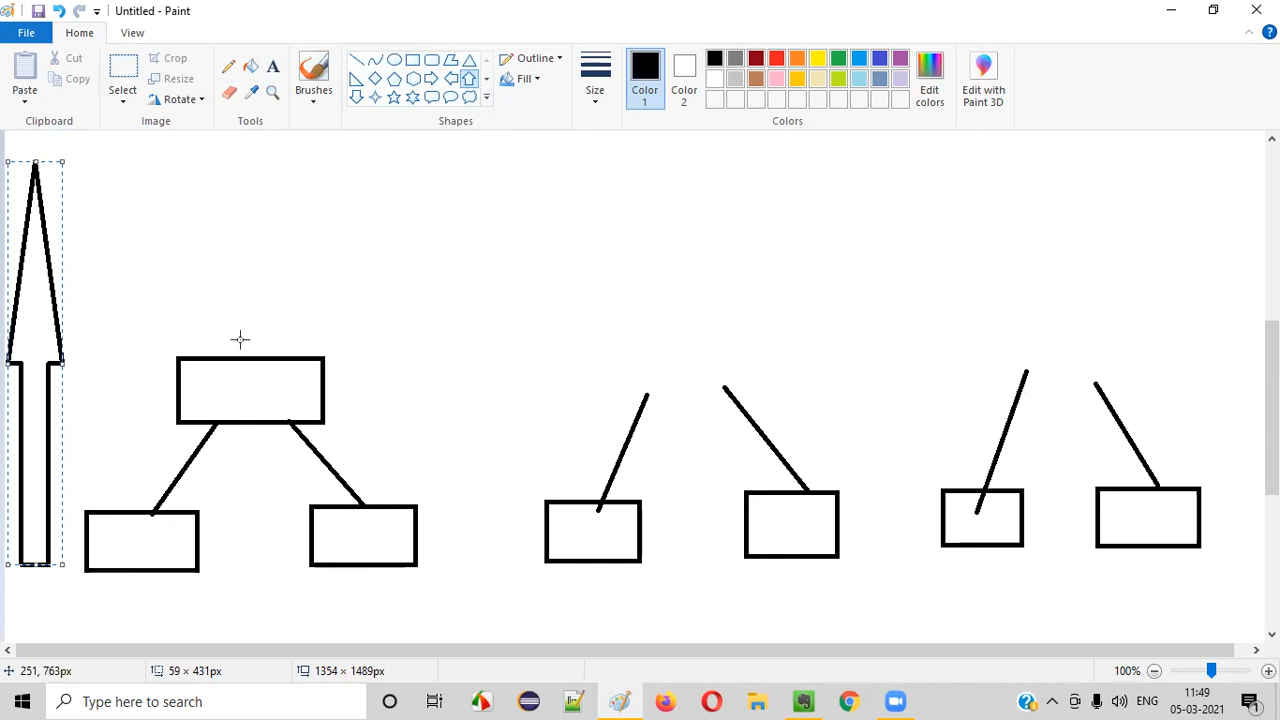 Untitled - Paint
File
Home
View
Paste
Cut
Copy
Clipboard
Select
Crop
Resize
Rotate
Image
A
Tools
Brushes
Shapes
Outline
Fill
Size
Color 1
Color 2
Colors
Edit colors
Edit with Paint 3D
251, 763px
59 × 431px
1354 × 1489px
100%
Type here to search
ENG
11:49
05-03-2021
1